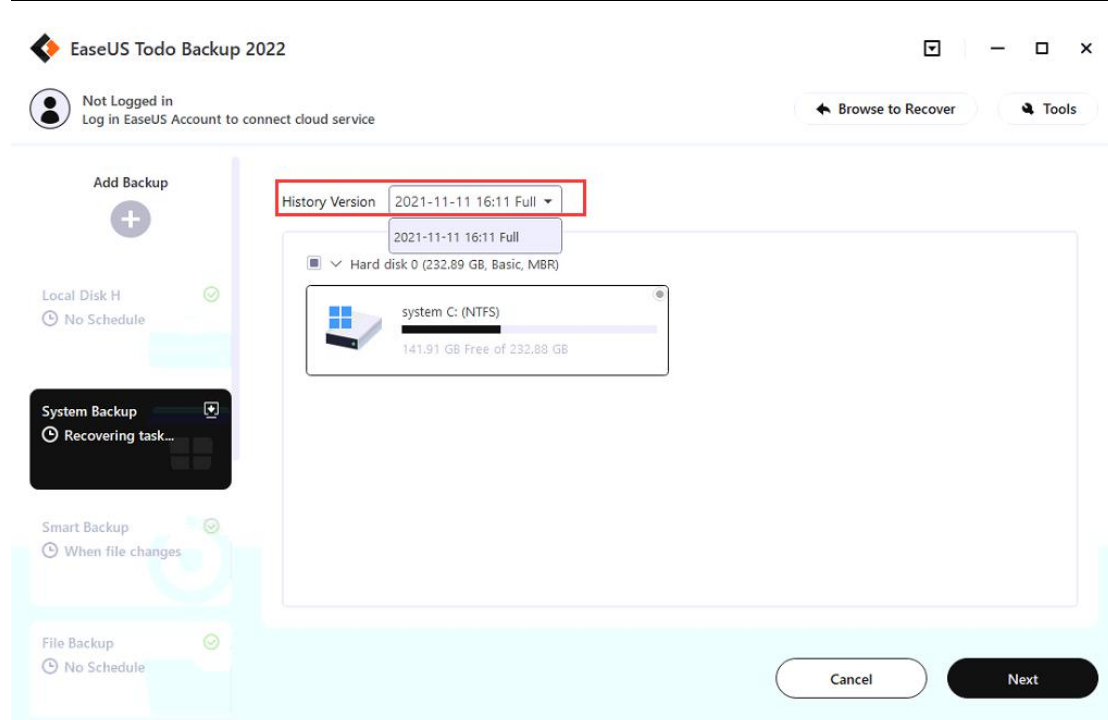 EaseUS Todo Backup 2022
Not Logged in
Log in EaseUS Account to connect cloud service
Browse to Recover
Tools
Add Backup
History Version 2021-11-11 16:11 Full
2021-11-11 16:11 Full
Hard disk 0 (232.89 GB, Basic, MBR)
system C: (NTFS)
141.91 GB Free of 232.88 GB
Local Disk H
No Schedule
System Backup
Recovering task...
Smart Backup
When file changes
File Backup
No Schedule
Cancel
Next